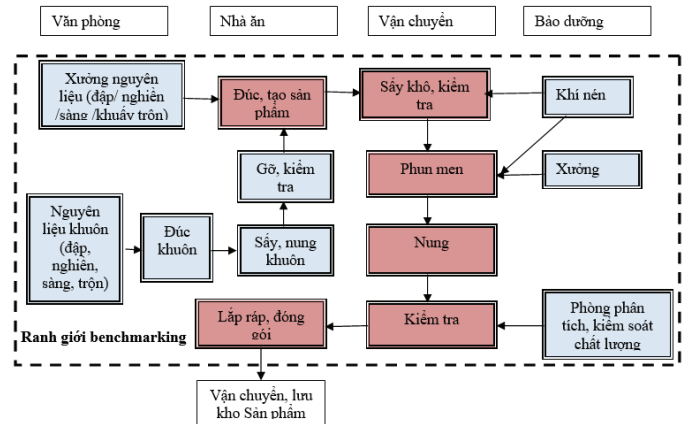 Văn phòng
Nhà ăn
Vận chuyển
Bảo dưỡng
Xưởng nguyên
liệu (đập/ nghiền
/sàng /khuấy trộn)
Đúc, tạo sản
phẩm
Sấy khô, kiểm
tra
Khí nén
Gỡ, kiểm
tra
Phun men
Xưởng
Nguyên
liệu khuôn
(đập,
nghiên,
sàng, trộn)
Đúc
khuôn
Sấy, nung
khuôn
Nung
Lắp ráp, đóng
gói
Kiểm tra
Phòng phân
tích, kiểm soát
chất lượng
Ranh giới benchmarking
Vận chuyển, lưu
kho Sản phẩm